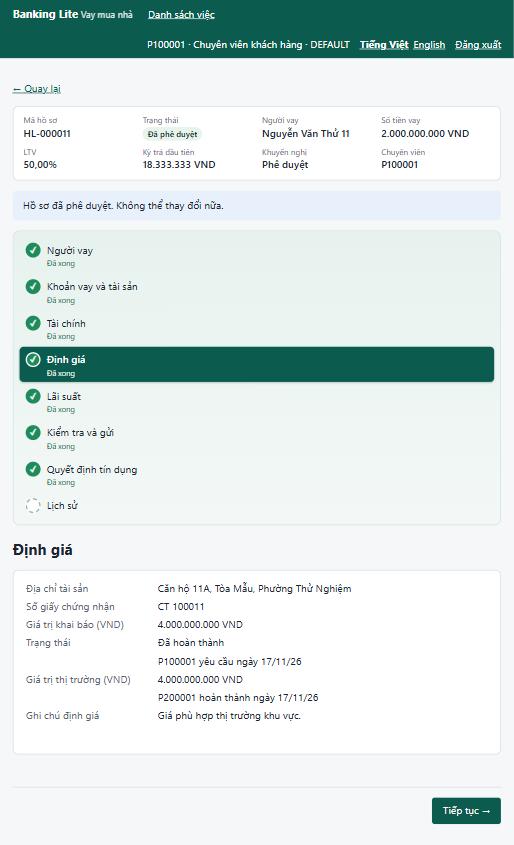 Banking Lite Vay mua nhà Danh sách việc
P100001 · Chuyên viên khách hàng · DEFAULT Tiếng Việt English Đăng xuất
← Quay lại
Mã hồ sơ Trạng thái Người vay Số tiền vay
HL-000011 Đã phê duyệt Nguyễn Văn Thử 11 2.000.000.000 VND
LTV Kỳ trả đầu tiên Khuyến nghị Chuyên viên
50,00% 18.333.333 VND Phê duyệt P100001
Hồ sơ đã phê duyệt. Không thể thay đổi nữa.
Người vay
Đã xong
Khoản vay và tài sản
Đã xong
Tài chính
Đã xong
Định giá
Đã xong
Lãi suất
Đã xong
Kiểm tra và gửi
Đã xong
Quyết định tín dụng
Đã xong
Lịch sử
Định giá
Địa chỉ tài sản Căn hộ 11A, Tòa Mẫu, Phường Thử Nghiệm
Số giấy chứng nhận CT 100011
Giá trị khai báo (VND) 4.000.000.000 VND
Trạng thái Đã hoàn thành
P100001 yêu cầu ngày 17/11/26
Giá trị thị trường (VND) 4.000.000.000 VND
P200001 hoàn thành ngày 17/11/26
Ghi chú định giá Giá phù hợp thị trường khu vực.
Tiếp tục →